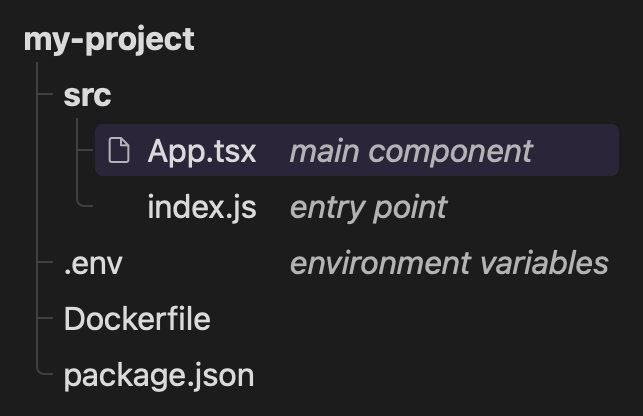 my-project
src
App.tsx main component
index.js entry point
.env environment variables
Dockerfile
package.json